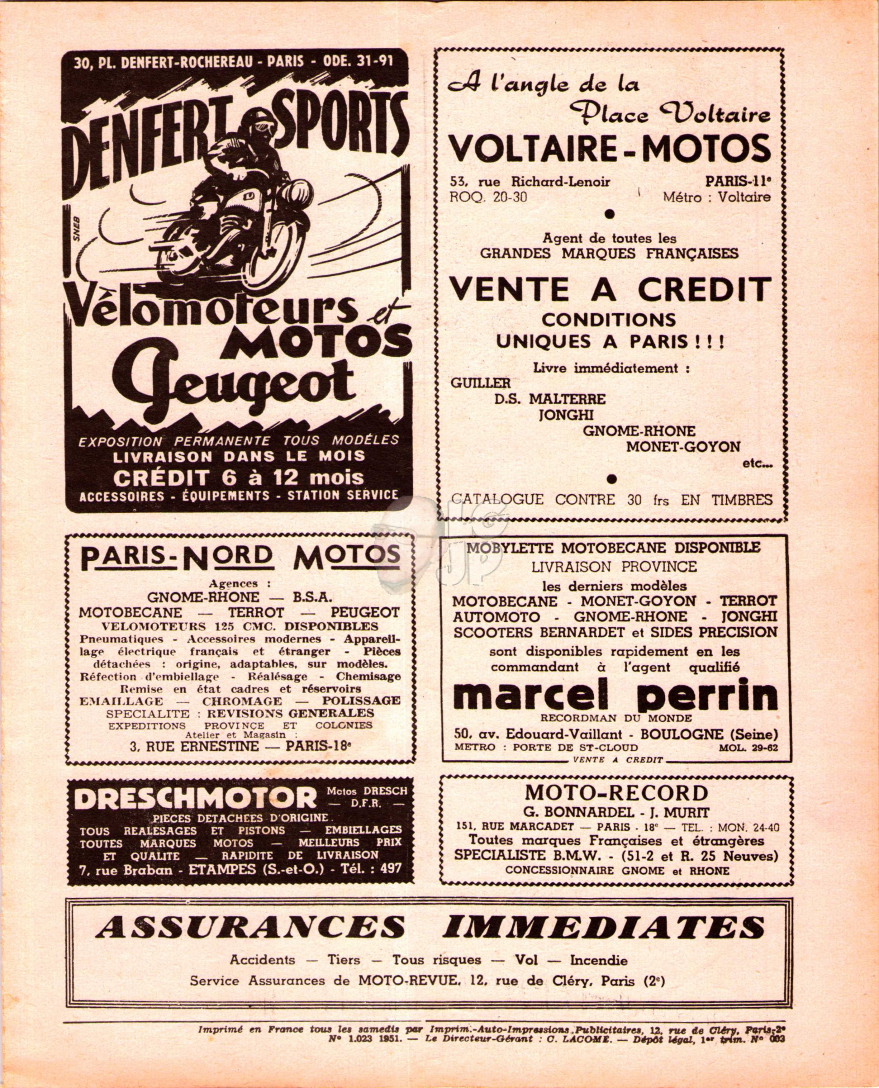 30, PL. DENFERT-ROCHEREAU - PARIS - ODE. 31-91
DENFERT SPORTS
SNEB
Vélomoteurs et
MOTOS
Peugeot
EXPOSITION PERMANENTE TOUS MODÈLES
LIVRAISON DANS LE MOIS
CRÉDIT 6 à 12 mois
ACCESSOIRES - ÉQUIPEMENTS - STATION SERVICE
A l'angle de la
Place Voltaire
VOLTAIRE-MOTOS
53, rue Richard-Lenoir PARIS-11e
ROQ. 20-30 Métro : Voltaire
Agent de toutes les
GRANDES MARQUES FRANÇAISES
VENTE A CREDIT
CONDITIONS
UNIQUES A PARIS ! ! !
Livre immédiatement :
GUILLER
D.S. MALTERRE
JONGHI
GNOME-RHONE
MONET-GOYON
etc...
CATALOGUE CONTRE 30 frs EN TIMBRES
PARIS-NORD MOTOS
Agences :
GNOME-RHONE — B.S.A.
MOTOBECANE — TERROT — PEUGEOT
VELOMOTEURS 125 CMC. DISPONIBLES
Pneumatiques - Accessoires modernes - Appareil-
lage électrique français et étranger - Pièces
détachées : origine, adaptables, sur modèles.
Réfection d'embiellage - Réalésage - Chemisage
Remise en état cadres et réservoirs
EMAILLAGE — CHROMAGE — POLISSAGE
SPECIALITE : REVISIONS GENERALES
EXPEDITIONS PROVINCE ET COLONIES
Atelier et Magasin :
3, RUE ERNESTINE — PARIS-18e
MOBYLETTE MOTOBECANE DISPONIBLE
LIVRAISON PROVINCE
les derniers modèles
MOTOBECANE - MONET-GOYON - TERROT
AUTOMOTO - GNOME-RHONE - JONGHI
SCOOTERS BERNARDET et SIDES PRECISION
sont disponibles rapidement en les
commandant à l'agent qualifié
marcel perrin
RECORDMAN DU MONDE
50, av. Edouard-Vaillant - BOULOGNE (Seine)
METRO : PORTE DE ST-CLOUD MOL. 29-62
VENTE A CREDIT
DRESCHMOTOR Motos DRESCH
— D.F.R. —
PIECES DETACHEES D'ORIGINE
TOUS REALESAGES ET PISTONS — EMBIELLAGES
TOUTES MARQUES MOTOS — MEILLEURS PRIX
ET QUALITE — RAPIDITE DE LIVRAISON
7, rue Braban - ETAMPES (S.-et-O.) - Tél. : 497
MOTO-RECORD
G. BONNARDEL - J. MURIT
151, RUE MARCADET — PARIS - 18e — TEL. : MON. 24-40
Toutes marques Françaises et étrangères
SPECIALISTE B.M.W. - (51-2 et R. 25 Neuves)
CONCESSIONNAIRE GNOME et RHONE
ASSURANCES IMMEDIATES
Accidents — Tiers — Tous risques — Vol — Incendie
Service Assurances de MOTO-REVUE, 12, rue de Cléry, Paris (2e)
Imprimé en France tous les samedis par Imprim.-Auto-Impressions Publicitaires, 12, rue de Cléry, Paris-2e
N° 1.023 1951. — Le Directeur-Gérant : C. LACOME. — Dépôt légal, 1er trim. N° 003